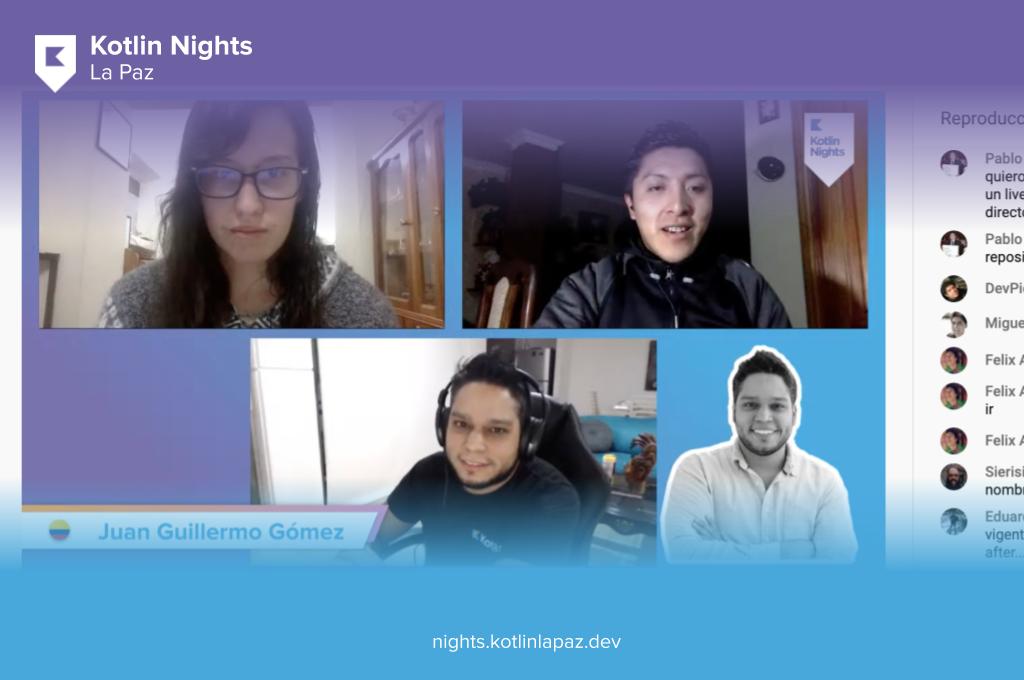 Kotlin Nights
La Paz
Kotlin
Nights
Reproducc
Pablo
quiero
un live
directo
Pablo
reposi
DevPi
Migue
Felix A
Felix A
ir
Felix A
Sierisi
nombr
Eduar
vigent
after...
Juan Guillermo Gómez
nights.kotlinlapaz.dev